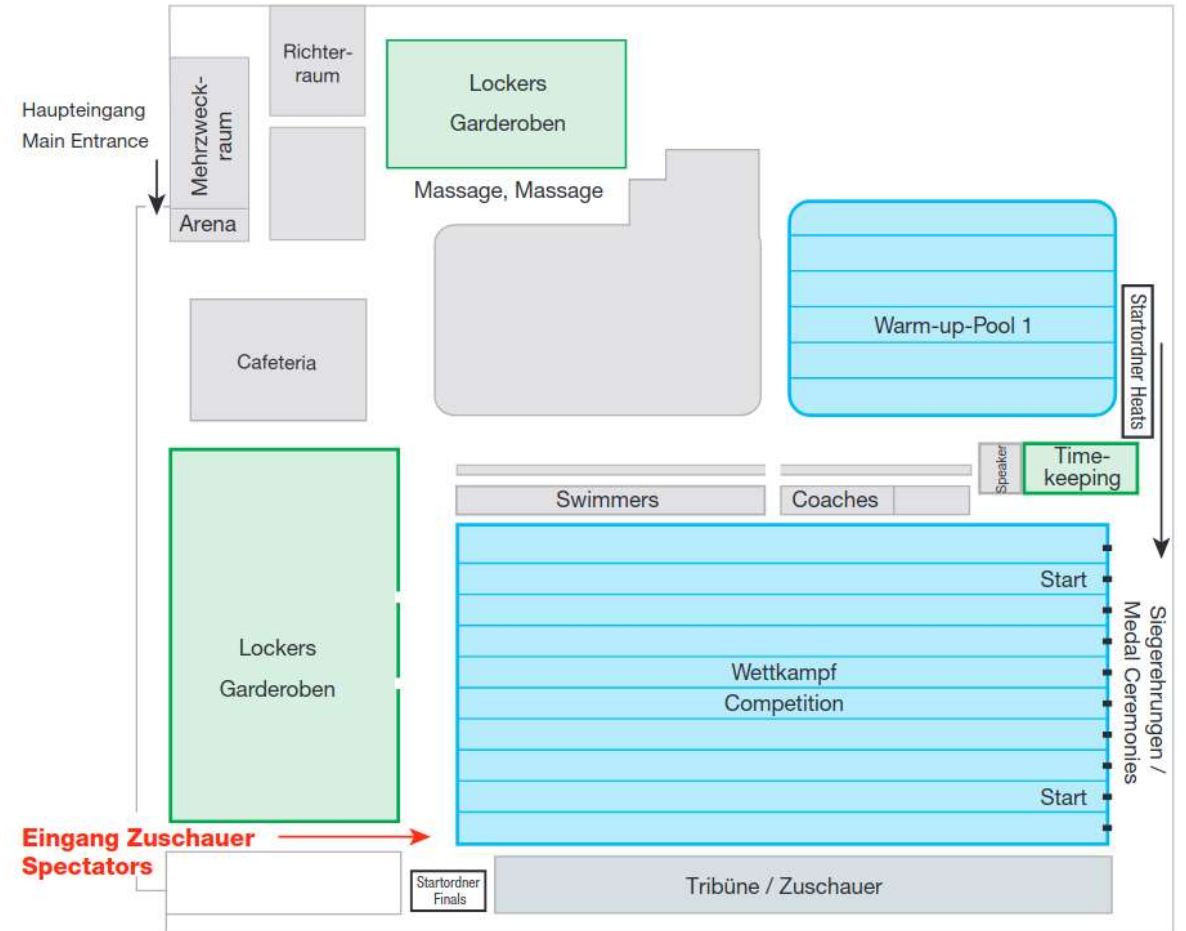 Richter-
raum
Lockers
Garderoben
Haupteingang
Main Entrance
Mehrzweck-
raum
Arena
Massage, Massage
Warm-up-Pool 1
Startordner Heats
Cafeteria
Speaker
Time-
keeping
Swimmers
Coaches
Start
Lockers
Garderoben
Wettkampf
Competition
Siegerehrungen /
Medal Ceremonies
Start
Eingang Zuschauer
Spectators
Startordner
Finals
Tribüne / Zuschauer